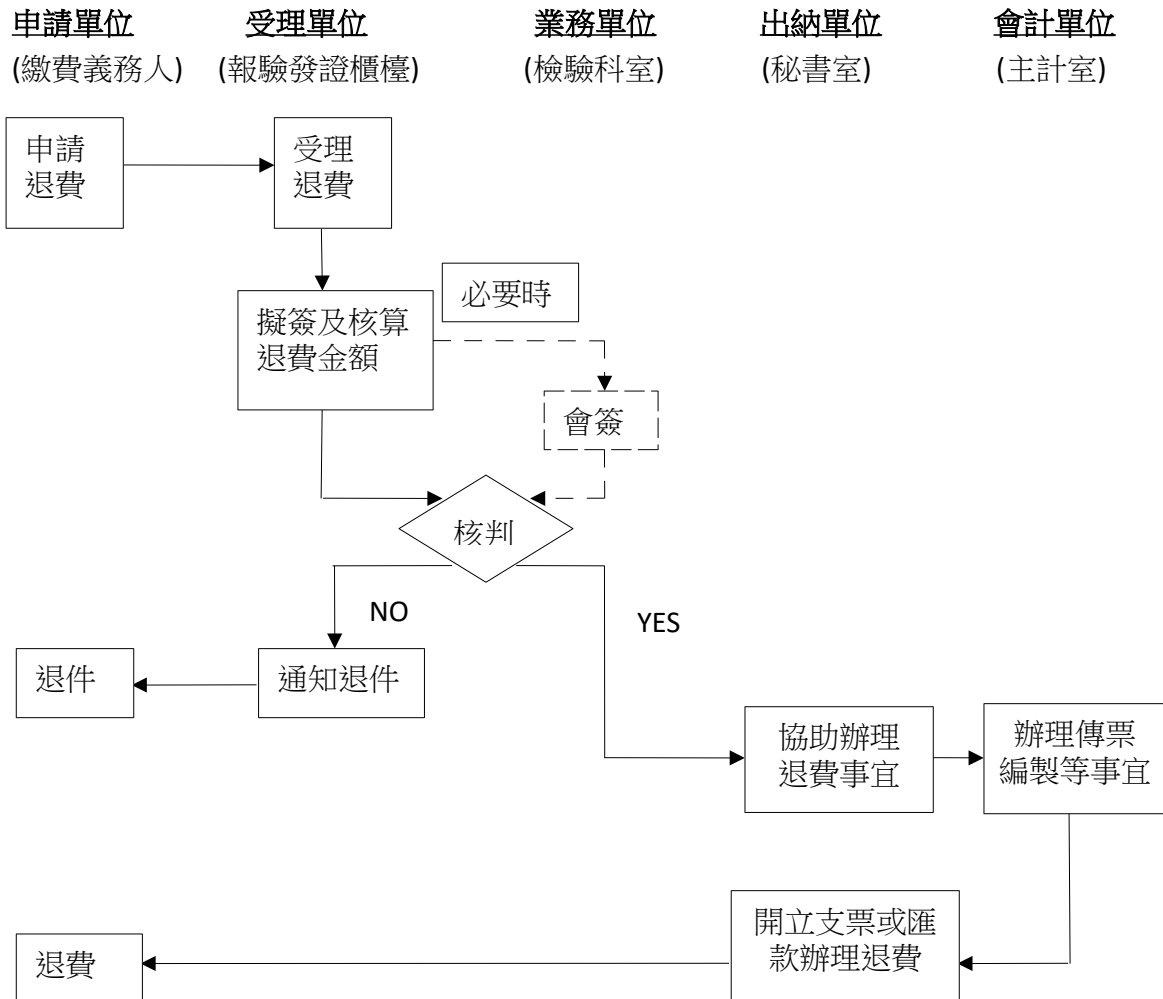 申請單位 受理單位 業務單位 出納單位 會計單位
(繳費義務人) (報驗發證櫃檯) (檢驗科室) (秘書室) (主計室)
申請
退費
受理
退費
必要時
擬簽及核算
退費金額
會簽
核判
NO
YES
退件
通知退件
協助辦理
退費事宜
辦理傳票
編製等事宜
開立支票或匯
款辦理退費
退費